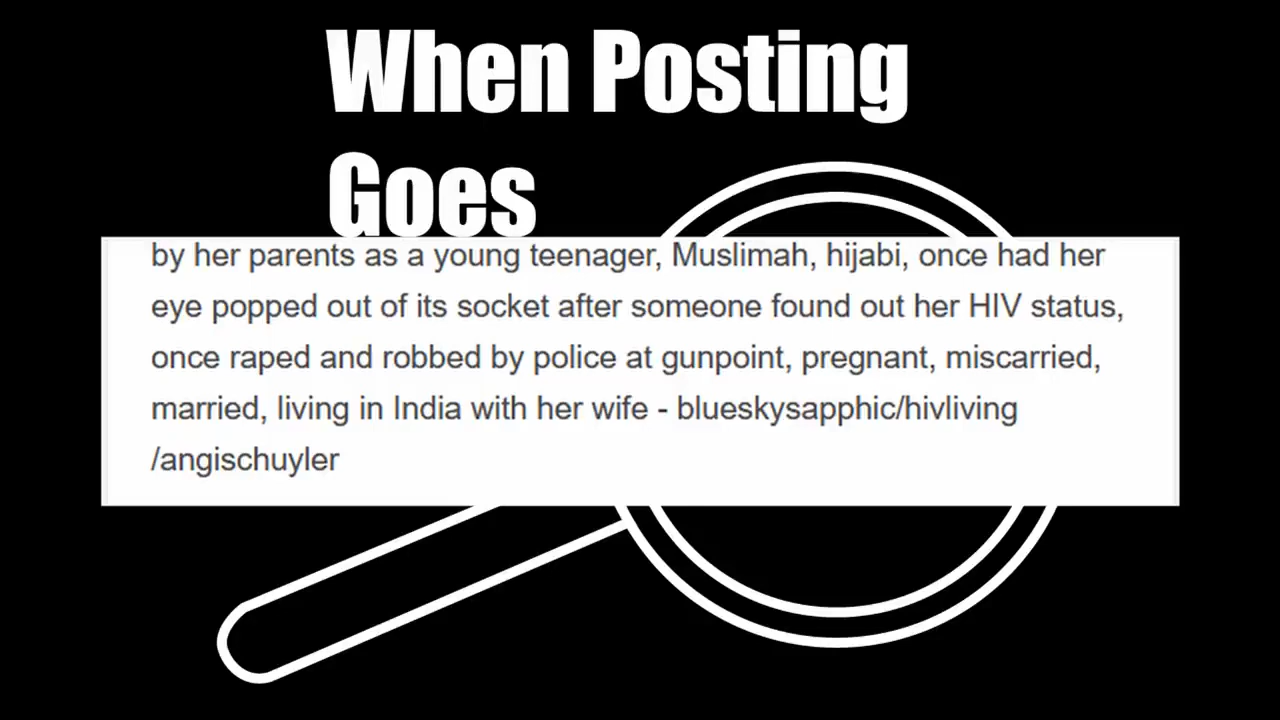 When Posting
Goes
by her parents as a young teenager, Muslimah, hijabi, once had her
eye popped out of its socket after someone found out her HIV status,
once raped and robbed by police at gunpoint, pregnant, miscarried,
married, living in India with her wife - blueskysapphic/hivliving
/angischuyler